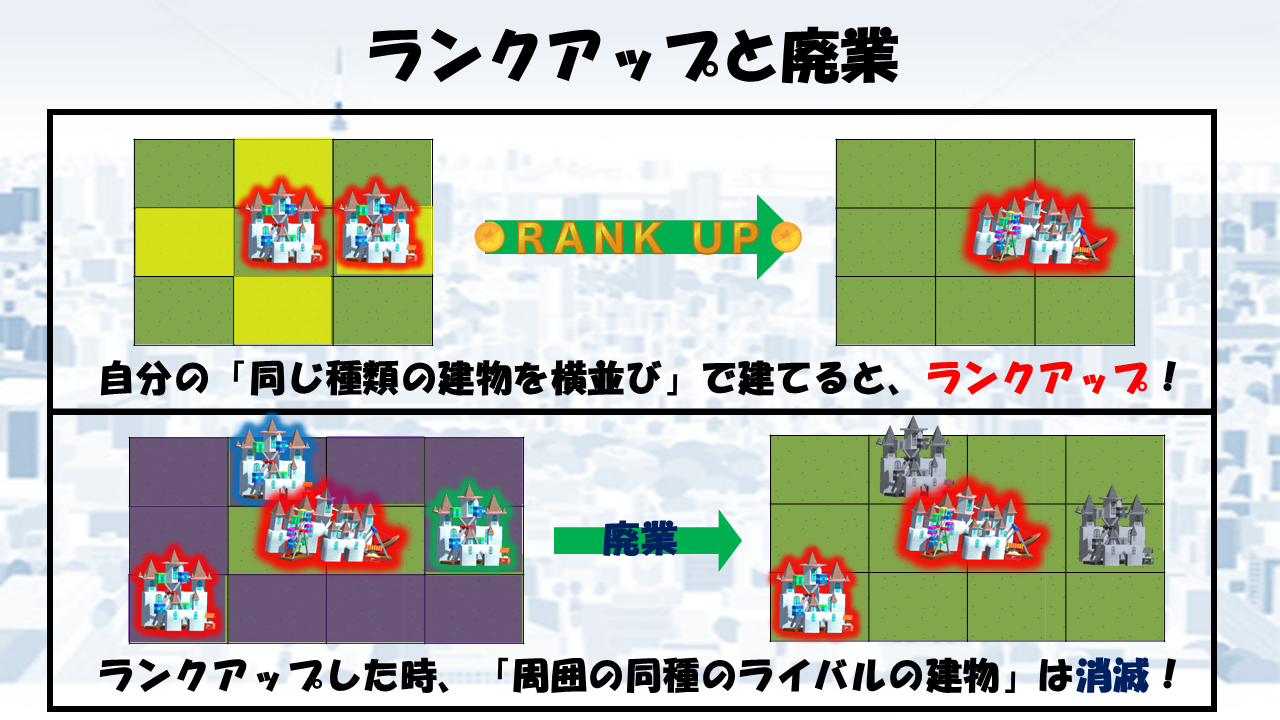 ランクアップと廃業
RANK UP
自分の「同じ種類の建物を横並び」で建てると、ランクアップ！
廃業
ランクアップした時、「周囲の同種のライバルの建物」は消滅！